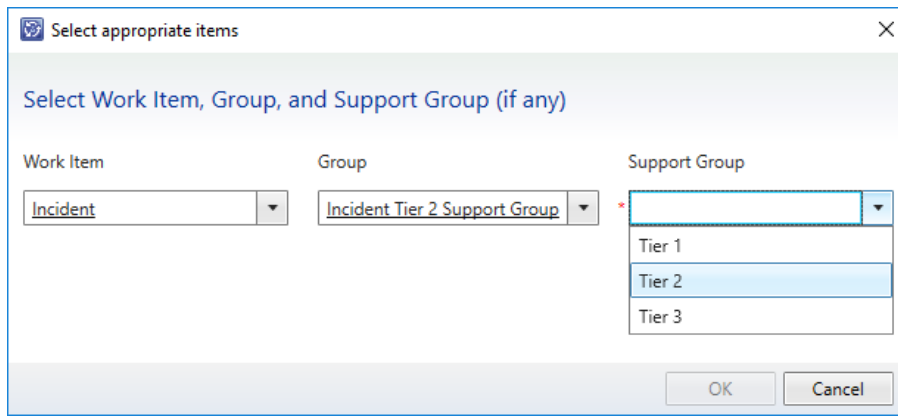 Select appropriate items
Select Work Item, Group, and Support Group (if any)
Work Item Group Support Group
Incident Incident Tier 2 Support Group *
Tier 1
Tier 2
Tier 3
OK Cancel